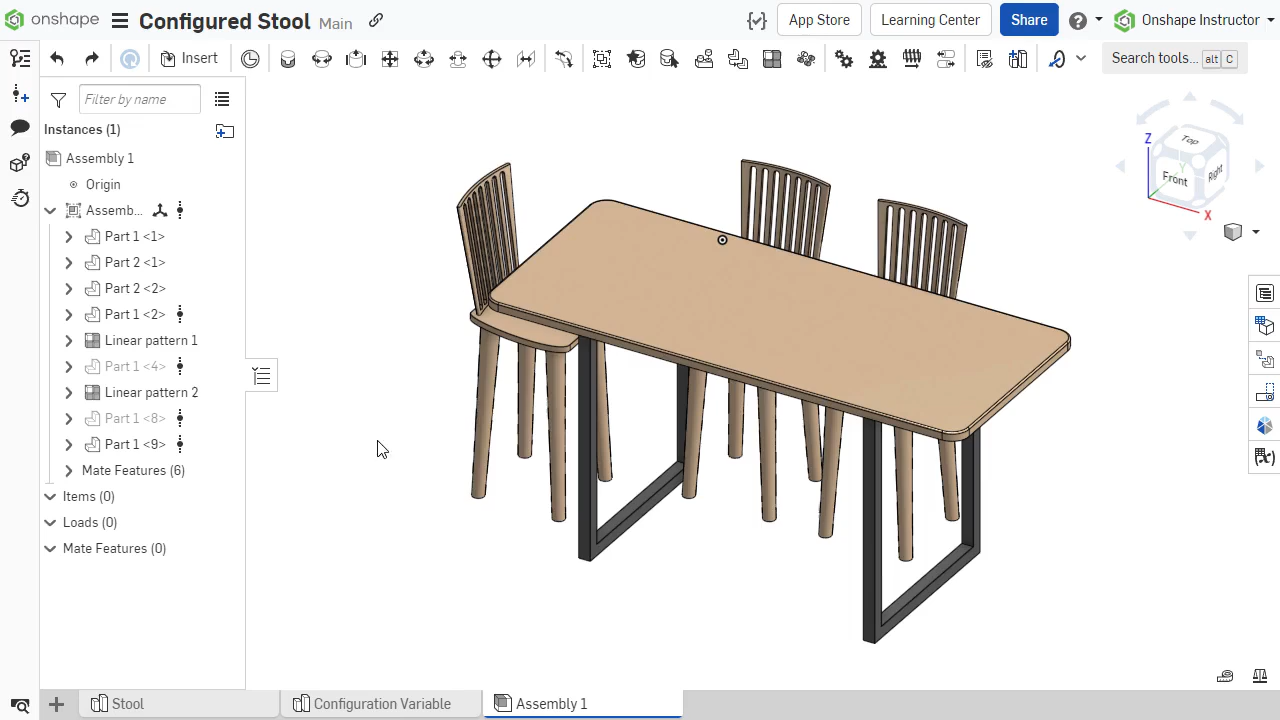 onshape
Configured Stool Main
App Store
Learning Center
Share
Onshape Instructor
Insert
Search tools... alt C
Filter by name
Instances (1)
Assembly 1
Origin
Assemb...
Part 1 <1>
Part 2 <1>
Part 2 <2>
Part 1 <2>
Linear pattern 1
Part 1 <4>
Linear pattern 2
Part 1 <8>
Part 1 <9>
Mate Features (6)
Items (0)
Loads (0)
Mate Features (0)
Top
Front
Right
Z
Y
X
Stool
Configuration Variable
Assembly 1